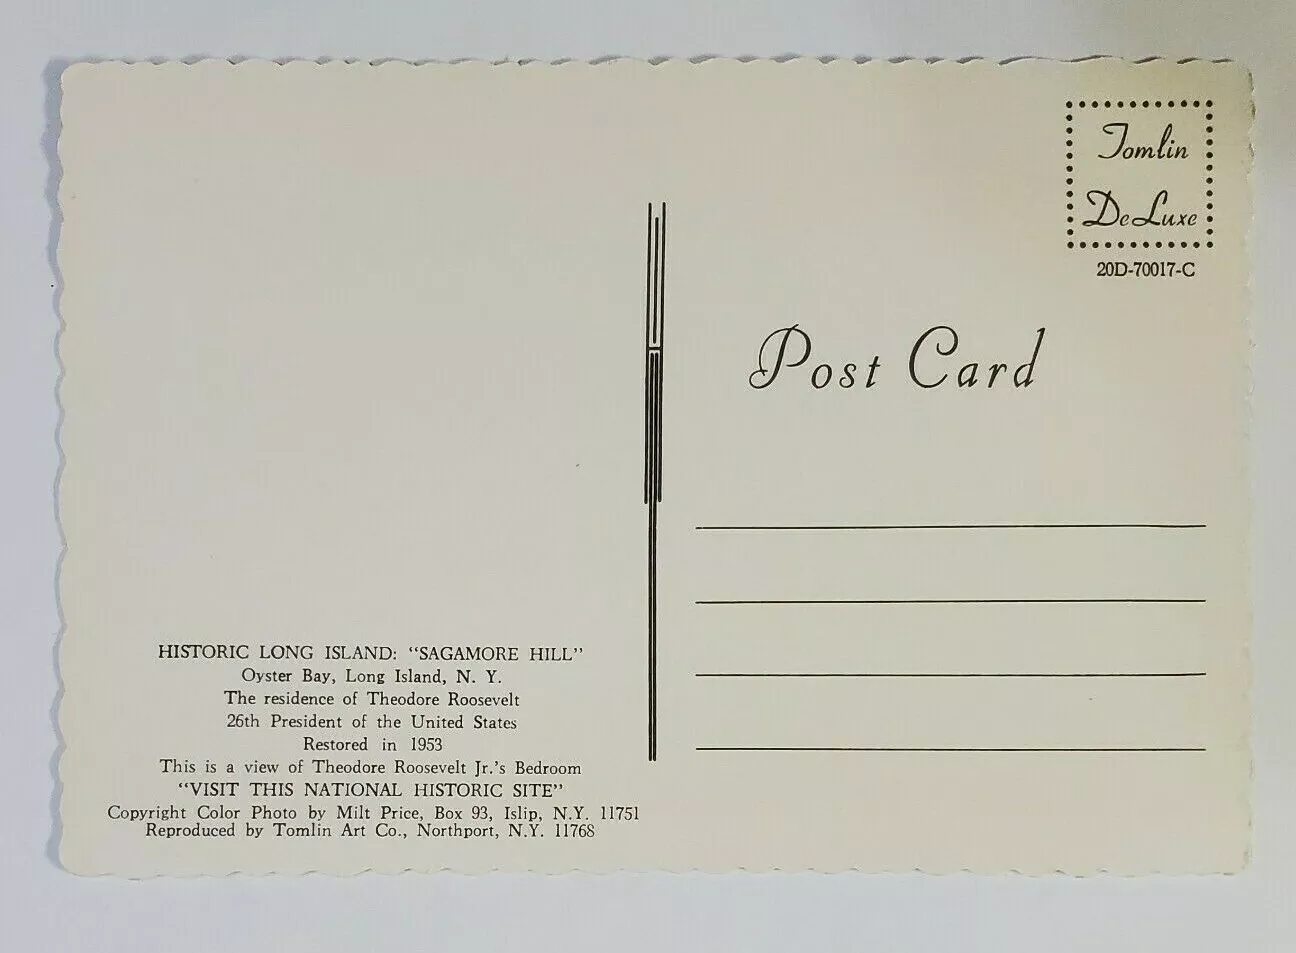 Tomlin
DeLuxe
20D-70017-C
Post Card
HISTORIC LONG ISLAND: “SAGAMORE HILL”
Oyster Bay, Long Island, N. Y.
The residence of Theodore Roosevelt
26th President of the United States
Restored in 1953
This is a view of Theodore Roosevelt Jr.'s Bedroom
“VISIT THIS NATIONAL HISTORIC SITE”
Copyright Color Photo by Milt Price, Box 93, Islip, N.Y. 11751
Reproduced by Tomlin Art Co., Northport, N.Y. 11768